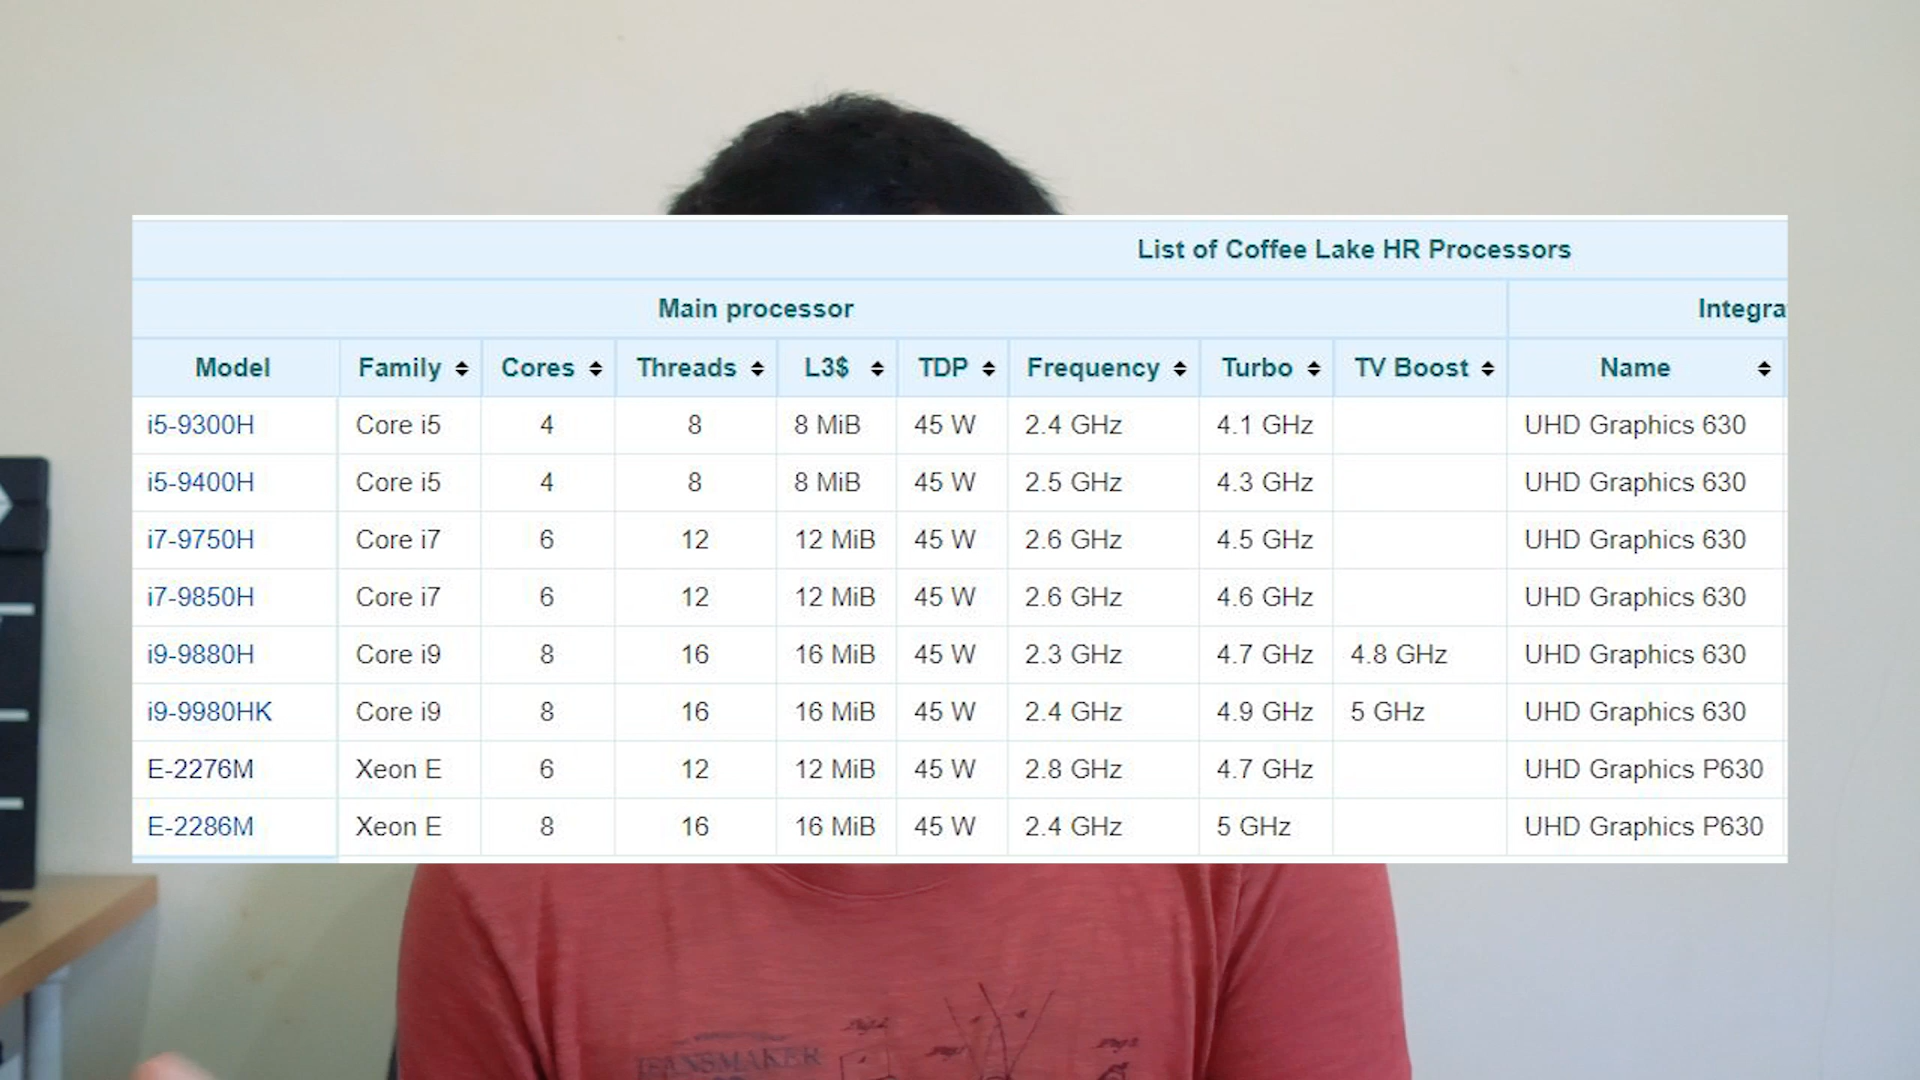 List of Coffee Lake HR Processors
Main processor Integra
Model Family Cores Threads L3$ TDP Frequency Turbo TV Boost Name
i5-9300H Core i5 4 8 8 MiB 45 W 2.4 GHz 4.1 GHz UHD Graphics 630
i5-9400H Core i5 4 8 8 MiB 45 W 2.5 GHz 4.3 GHz UHD Graphics 630
i7-9750H Core i7 6 12 12 MiB 45 W 2.6 GHz 4.5 GHz UHD Graphics 630
i7-9850H Core i7 6 12 12 MiB 45 W 2.6 GHz 4.6 GHz UHD Graphics 630
i9-9880H Core i9 8 16 16 MiB 45 W 2.3 GHz 4.7 GHz 4.8 GHz UHD Graphics 630
i9-9980HK Core i9 8 16 16 MiB 45 W 2.4 GHz 4.9 GHz 5 GHz UHD Graphics 630
E-2276M Xeon E 6 12 12 MiB 45 W 2.8 GHz 4.7 GHz UHD Graphics P630
E-2286M Xeon E 8 16 16 MiB 45 W 2.4 GHz 5 GHz UHD Graphics P630